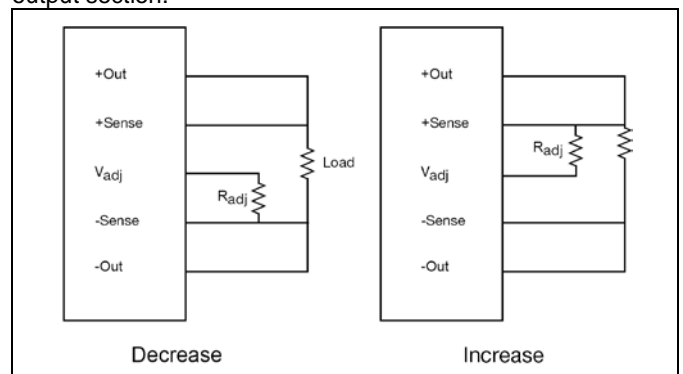 output section.
+Out
+Sense
Vadj
-Sense
-Out
Radj
Load
Decrease
+Out
+Sense
Vadj
-Sense
-Out
Radj
Increase